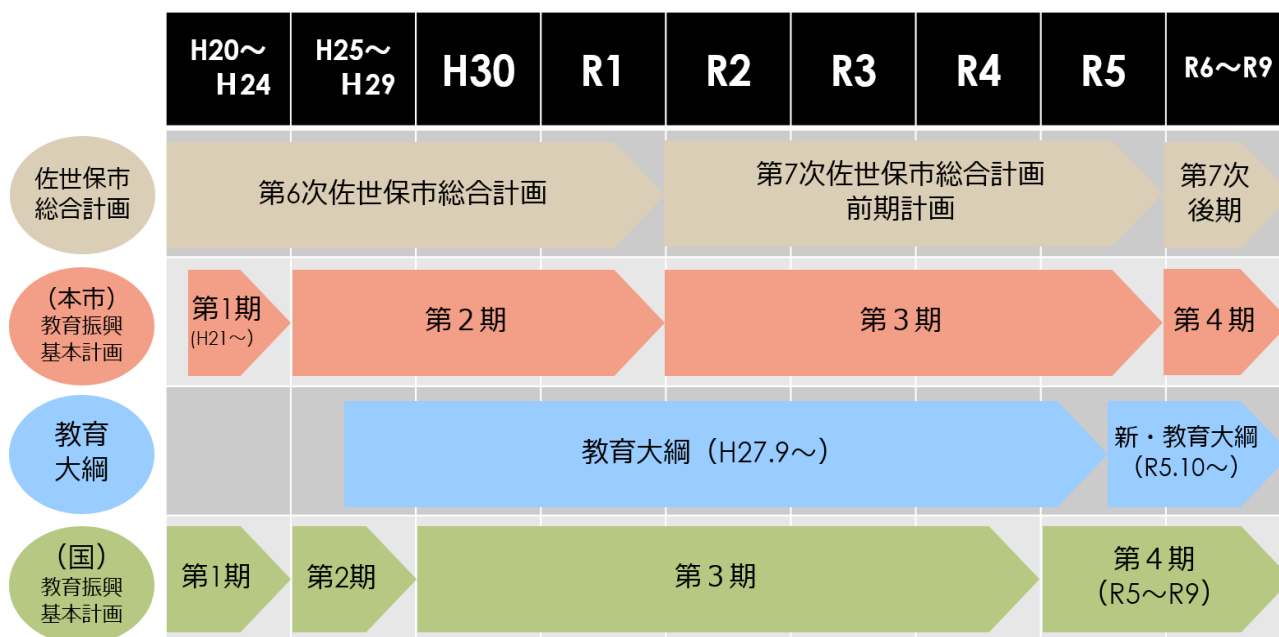 H20～
H24
H25～
H29
H30
R1
R2
R3
R4
R5
R6～R9
佐世保市
総合計画
第6次佐世保市総合計画
第7次佐世保市総合計画
前期計画
第7次
後期
（本市）
教育振興
基本計画
第1期
(H21～)
第２期
第３期
第４期
教育
大綱
教育大綱（H27.9～）
新・教育大綱
（R5.10～）
（国）
教育振興
基本計画
第1期
第2期
第３期
第４期
（R5～R9）